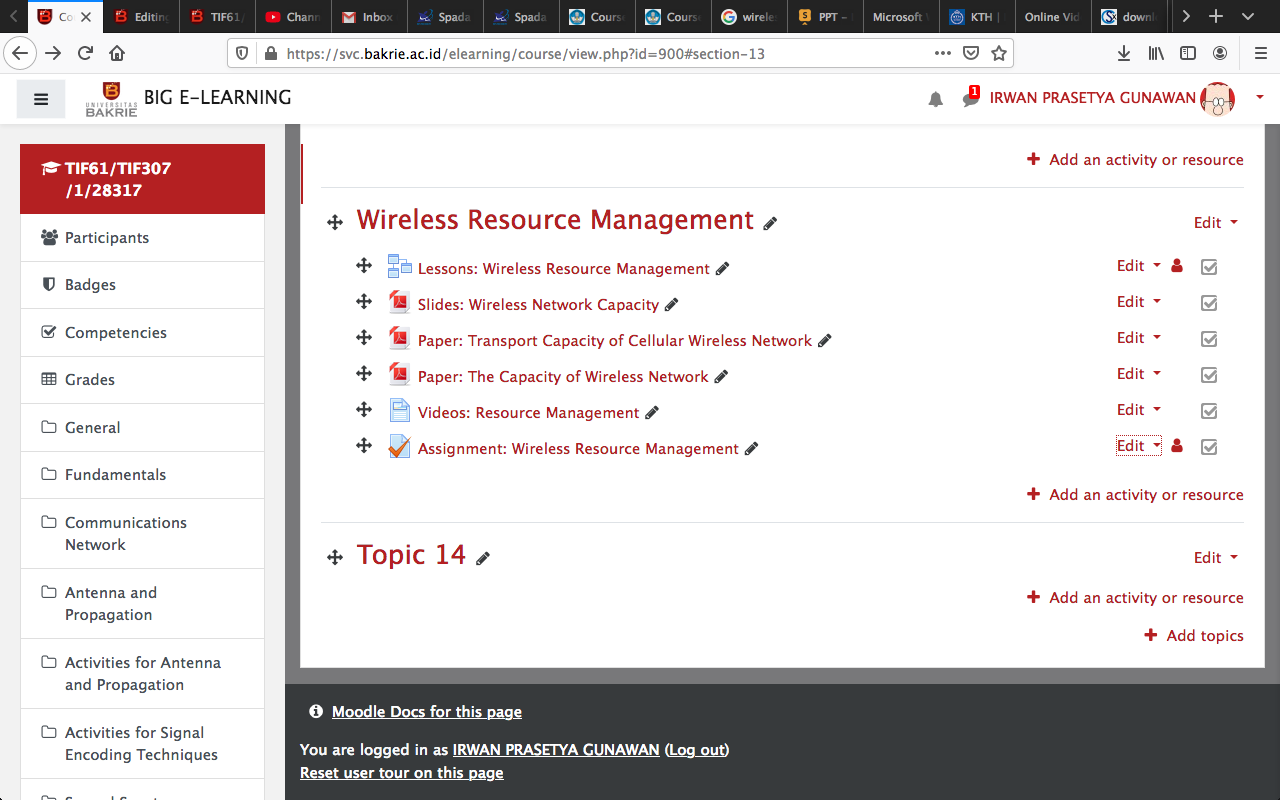 Co
Editing
TIF61/
Chann
Inbox
Spada
Spada
Course
Course
wireles
PPT –
Microsoft
KTH |
Online Vid
downl
https://svc.bakrie.ac.id/elearning/course/view.php?id=900#section-13
UNIVERSITAS
BAKRIE
BIG E-LEARNING
1
IRWAN PRASETYA GUNAWAN
TIF61/TIF307
/1/28317
Participants
Badges
Competencies
Grades
General
Fundamentals
Communications
Network
Antenna and
Propagation
Activities for Antenna
and Propagation
Activities for Signal
Encoding Techniques
Add an activity or resource
Wireless Resource Management
Edit
Lessons: Wireless Resource Management
Edit
Slides: Wireless Network Capacity
Edit
Paper: Transport Capacity of Cellular Wireless Network
Edit
Paper: The Capacity of Wireless Network
Edit
Videos: Resource Management
Edit
Assignment: Wireless Resource Management
Edit
Add an activity or resource
Topic 14
Edit
Add an activity or resource
Add topics
Moodle Docs for this page
You are logged in as IRWAN PRASETYA GUNAWAN (Log out)
Reset user tour on this page